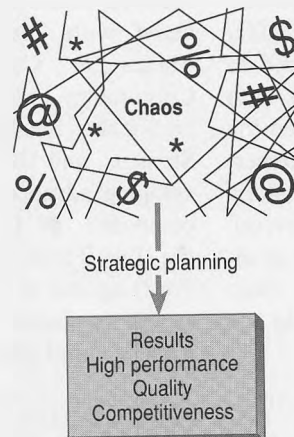 # * % $
Chaos
#
@ * *
% $ @
Strategic planning
Results
High performance
Quality
Competitiveness